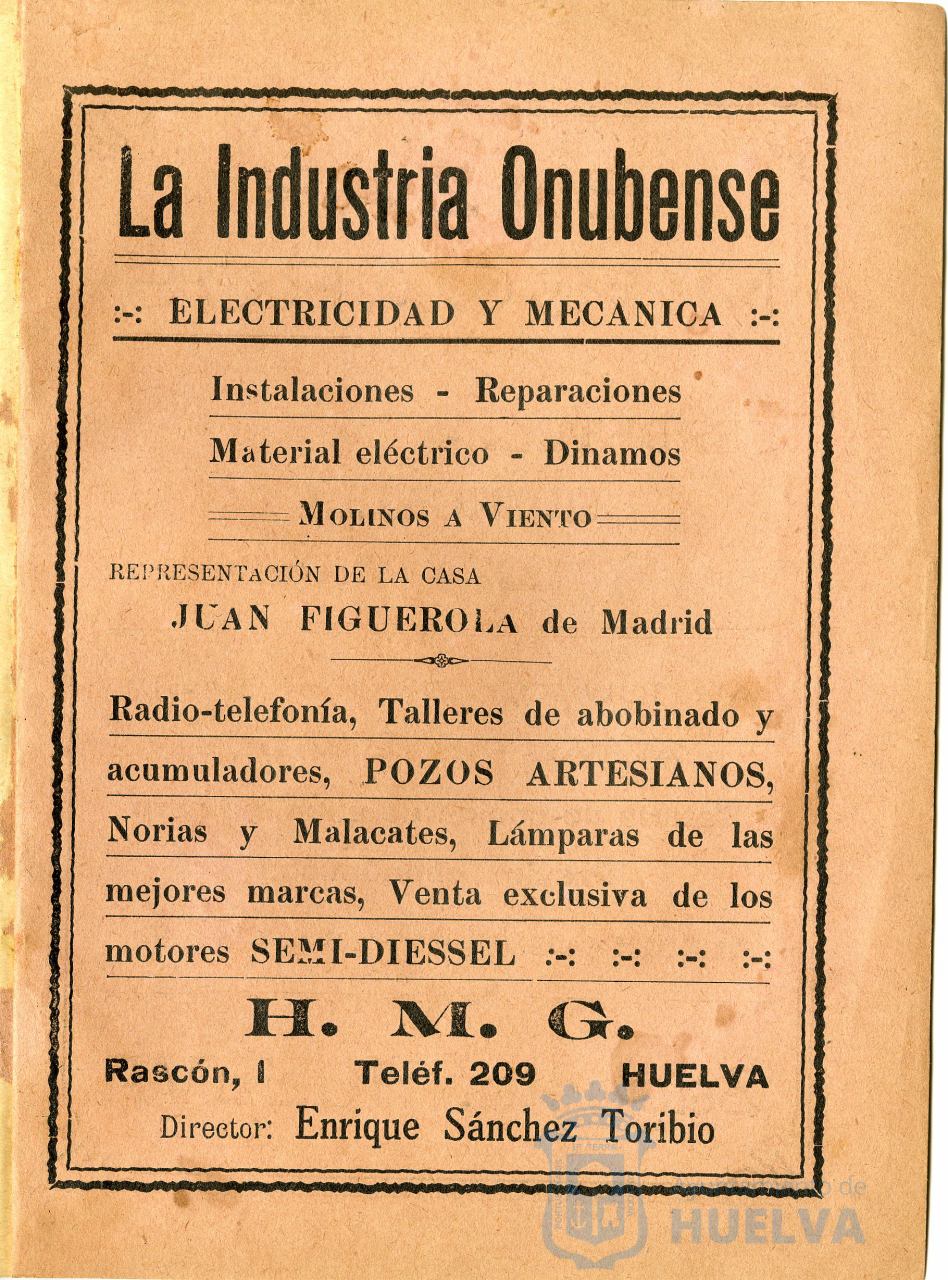 La Industria Onubense
:-: ELECTRICIDAD Y MECANICA :-:
Instalaciones - Reparaciones
Material eléctrico - Dinamos
MOLINOS A VIENTO
REPRESENTACIÓN DE LA CASA
JUAN FIGUEROLA de Madrid
Radio-telefonía, Talleres de abobinado y
acumuladores, POZOS ARTESIANOS,
Norias y Malacates, Lámparas de las
mejores marcas, Venta exclusiva de los
motores SEMI-DIESSEL :-: :-: :-: :-:
H. M. G.
Rascón, 1 Teléf. 209 HUELVA
Director: Enrique Sánchez Toribio
Ayuntamiento de
HUELVA